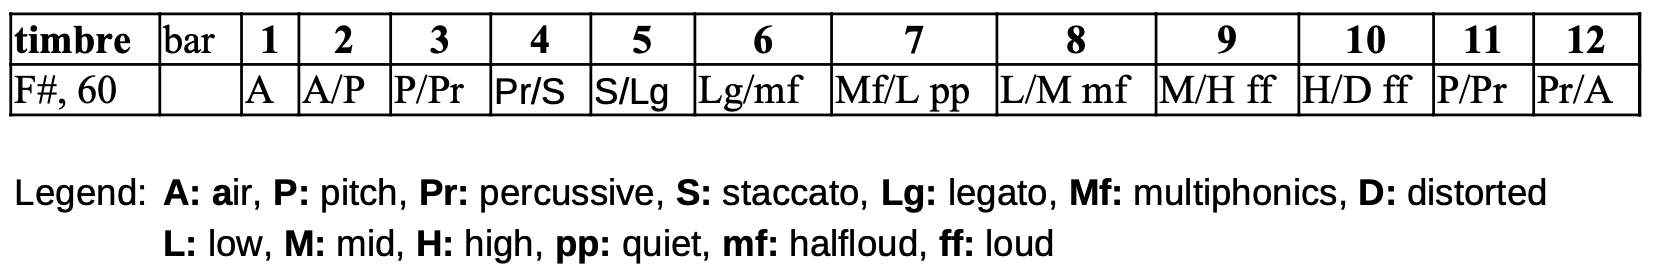 timbre bar 1 2 3 4 5 6 7 8 9 10 11 12
F#, 60 A A/P P/Pr Pr/S S/Lg Lg/mf Mf/L pp L/M mf M/H ff H/D ff P/Pr Pr/A
Legend: A: air, P: pitch, Pr: percussive, S: staccato, Lg: legato, Mf: multiphonics, D: distorted
L: low, M: mid, H: high, pp: quiet, mf: halfloud, ff: loud